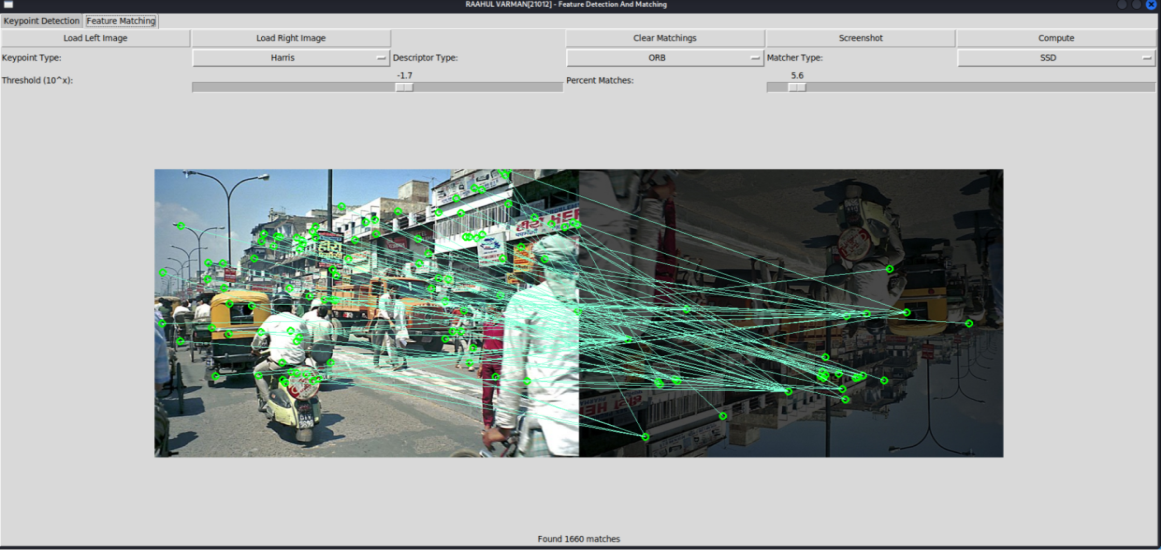 RAAHUL VARMAN[21012] - Feature Detection And Matching
Keypoint Detection Feature Matching
Load Left Image Load Right Image Clear Matchings Screenshot Compute
Keypoint Type: Harris Descriptor Type: ORB Matcher Type: SSD
-1.7 5.6
Threshold (10^x): Percent Matches:
Found 1660 matches